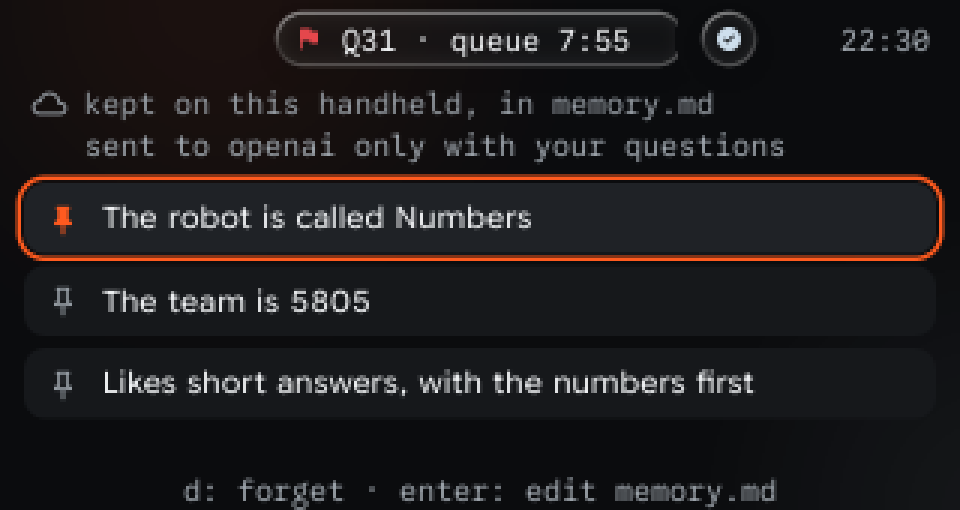 Q31 · queue 7:55
22:30
kept on this handheld, in memory.md
sent to openai only with your questions
The robot is called Numbers
The team is 5805
Likes short answers, with the numbers first
d: forget · enter: edit memory.md